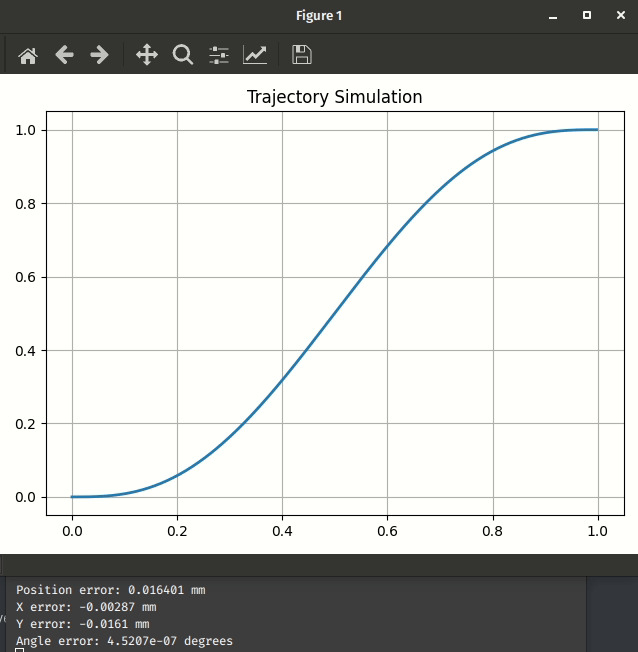 Figure 1
Trajectory Simulation
1.0
0.8
0.6
0.4
0.2
0.0
0.0 0.2 0.4 0.6 0.8 1.0
Position error: 0.016401 mm
X error: -0.00287 mm
Y error: -0.0161 mm
Angle error: 4.5207e-07 degrees